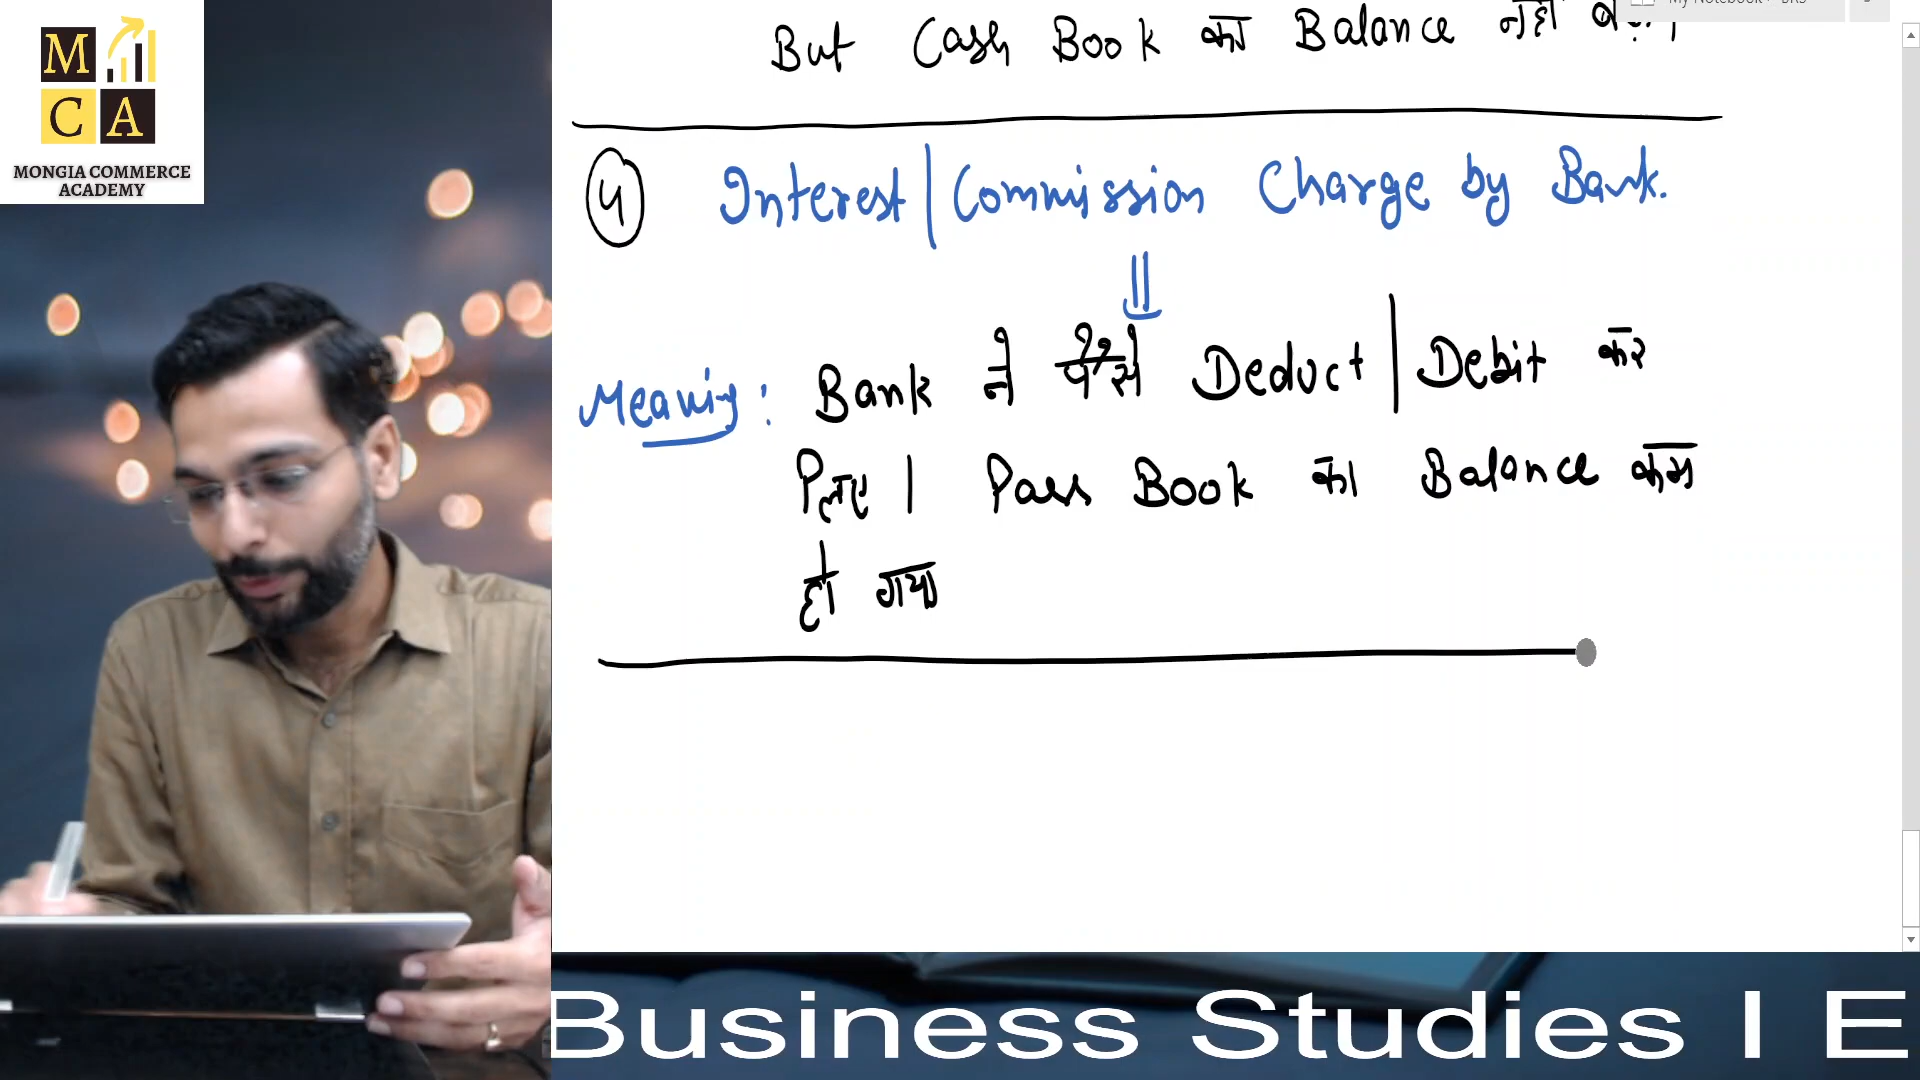 M
C A
MONGIA COMMERCE
ACADEMY
But Cash Book का Balance नहीं
④ Interest | Commission Charge by Bank.
Meaning : Bank ने पैसे Deduct | Debit कर
लिए | Pass Book का Balance कम
हो गया
Business Studies I E